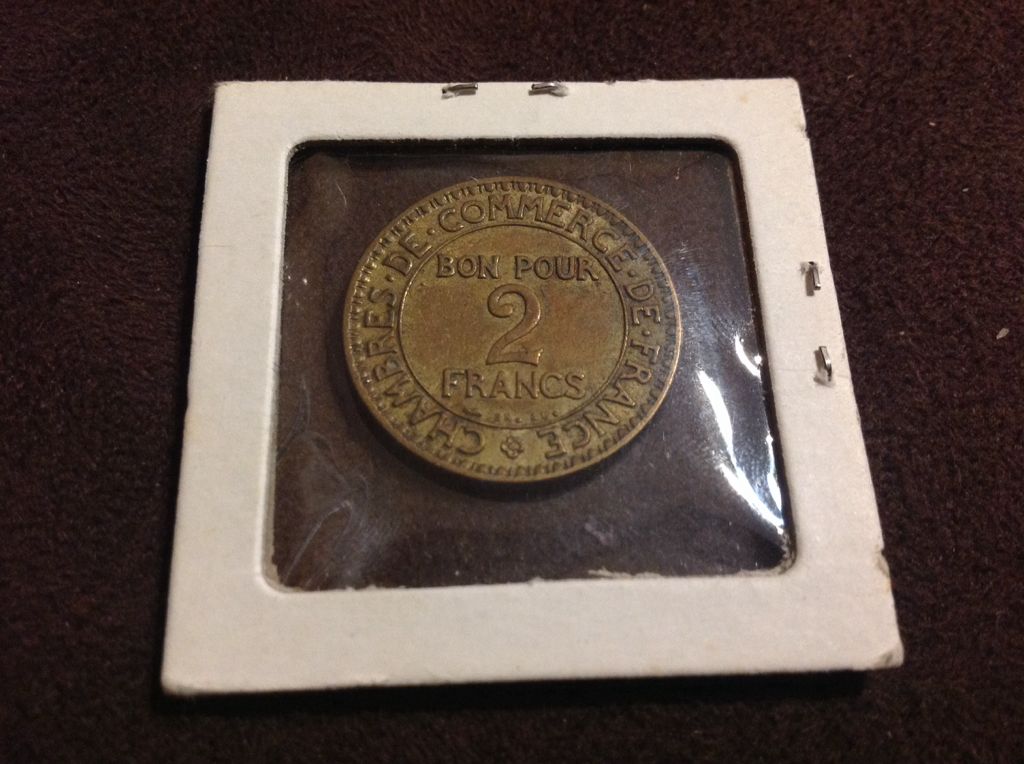 CHAMBRES·DE·COMMERCE·DE·FRANCE
BON POUR
2
FRANCS